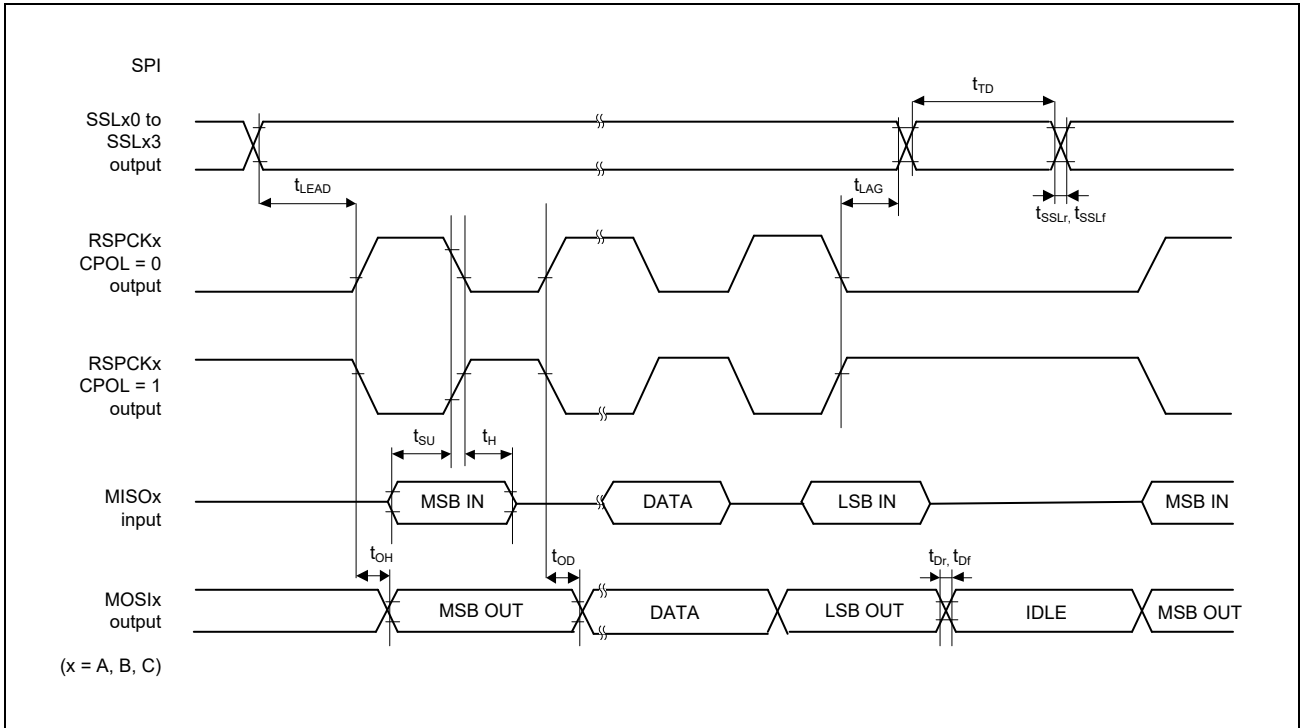 SPI
SSLx0 to
SSLx3
output
tTD
tLEAD
tLAG
tSSLr, tSSLf
RSPCKx
CPOL = 0
output
RSPCKx
CPOL = 1
output
tSU
tH
MISOx
input
MSB IN
DATA
LSB IN
MSB IN
tOH
tOD
tDr, tDf
MOSIx
output
MSB OUT
DATA
LSB OUT
IDLE
MSB OUT
(x = A, B, C)